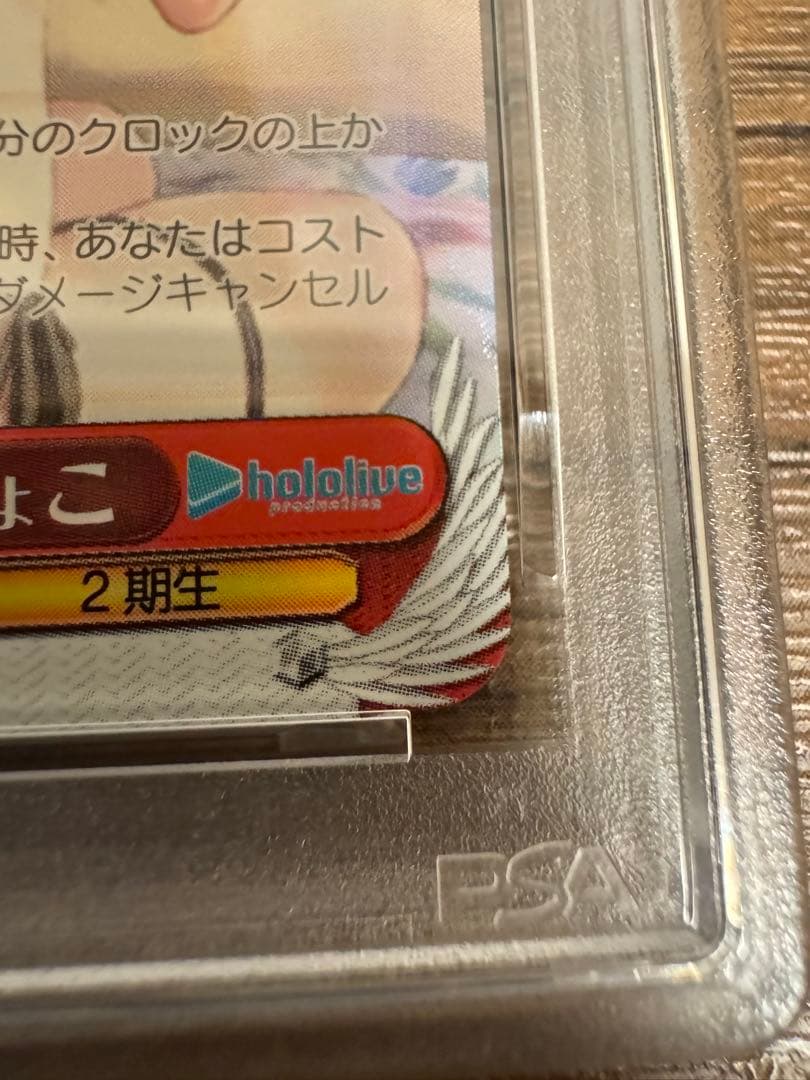 分のクロックの上か
時、あなたはコスト
ダメージキャンセル
ょこ
hololive
production
2期生
PSA